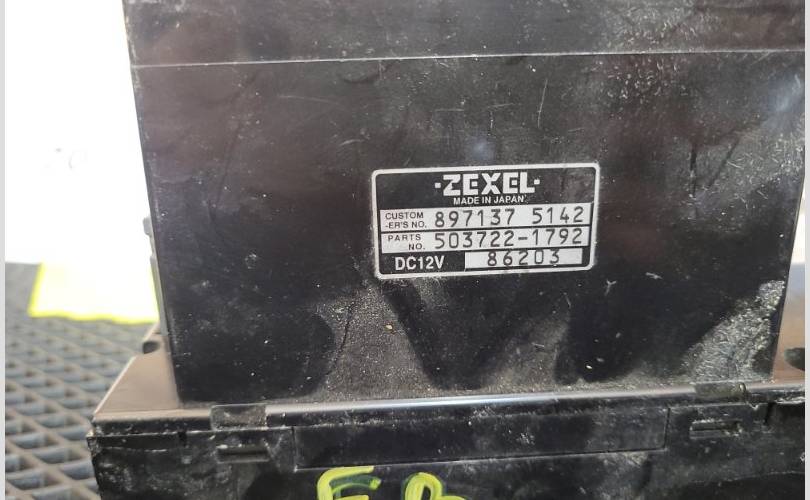 ·ZEXEL·
MADE IN JAPAN
CUSTOM
-ER'S NO. 897137 5142
PARTS
NO. 503722-1792
DC12V 86203